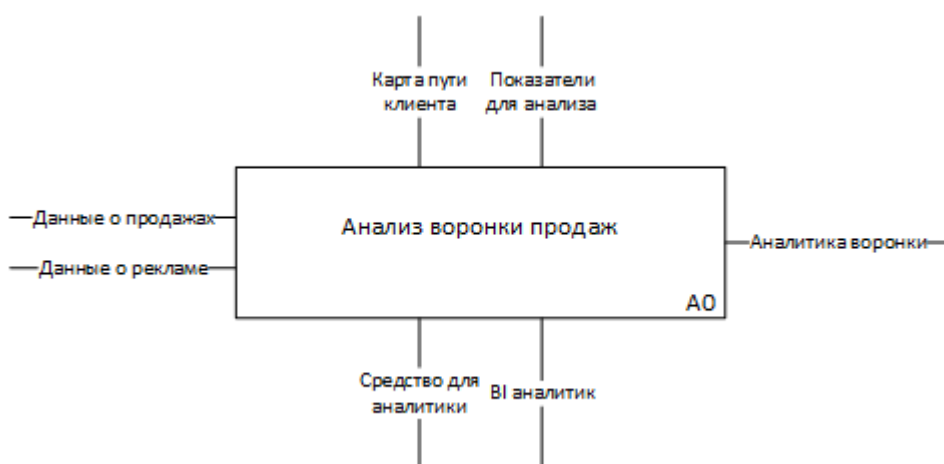 Карта пути
клиента
Показатели
для анализа
Данные о продажах
Анализ воронки продаж
Аналитика воронки
Данные о рекламе
A0
Средство для
аналитики
BI аналитик